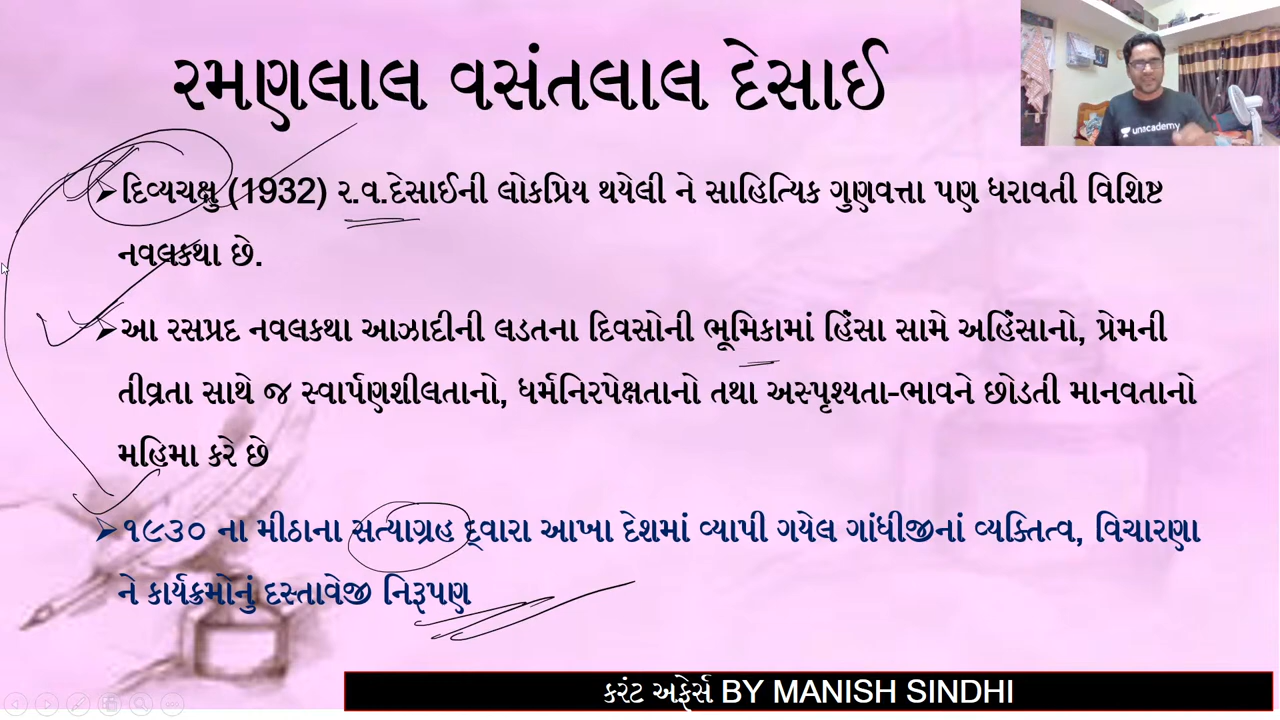 રમણલાલ વસંતલાલ દેસાઈ
unacademy
➢દિવ્યચક્ષુ (1932) ર.વ.દેસાઈની લોકપ્રિય થયેલી ને સાહિત્યિક ગુણવત્તા પણ ધરાવતી વિશિષ્ટ
નવલકથા છે.
➢આ રસપ્રદ નવલકથા આઝાદીની લડતના દિવસોની ભૂમિકામાં હિંસા સામે અહિંસાનો, પ્રેમની
તીવ્રતા સાથે જ સ્વાર્પણશીલતાનો, ધર્મનિરપેક્ષતાનો તથા અસ્પૃશ્યતા-ભાવને છોડતી માનવતાનો
મહિમા કરે છે
➢૧૯૩૦ ના મીઠાના સત્યાગ્રહ દ્વારા આખા દેશમાં વ્યાપી ગયેલ ગાંધીજીનાં વ્યક્તિત્વ, વિચારણા
ને કાર્યક્રમોનું દસ્તાવેજી નિરૂપણ
કરંટ અફેર્સ BY MANISH SINDHI